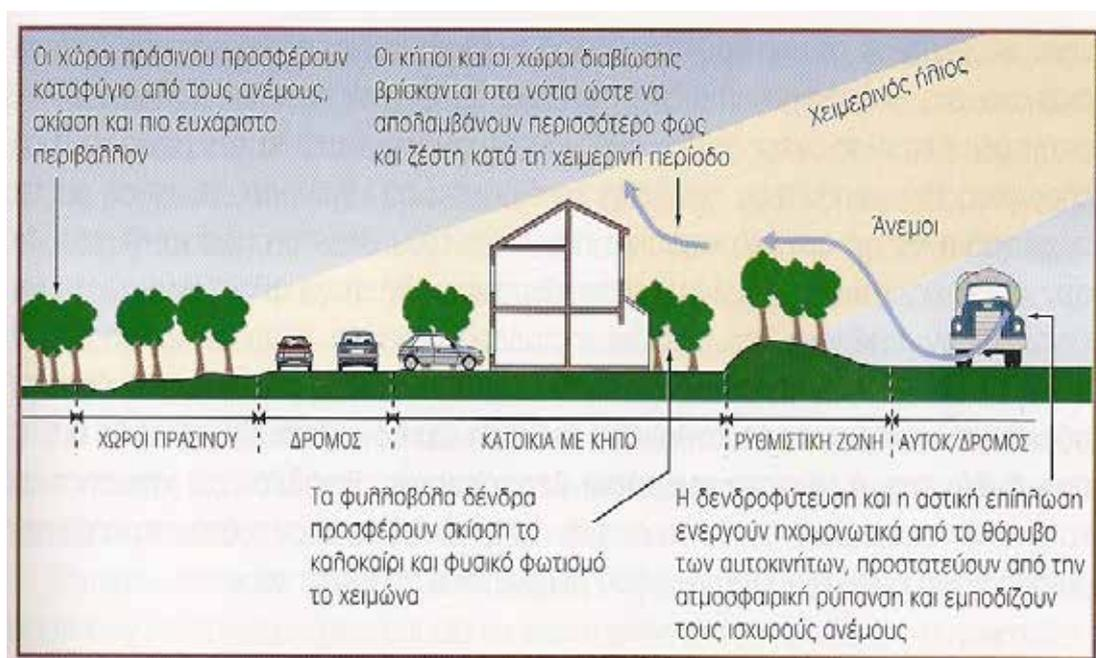 Οι χώροι πράσινου προσφέρουν
καταφύγιο από τους ανέμους,
σκίαση και πιο ευχάριστο
περιβάλλον
Οι κήποι και οι χώροι διαβίωσης
βρίσκονται στα νότια ώστε να
απολαμβάνουν περισσότερο φως
και ζέστη κατά τη χειμερινή περίοδο
Χειμερινός ήλιος
Άνεμοι
ΧΩΡΟΙ ΠΡΑΣΙΝΟΥ
ΔΡΟΜΟΣ
ΚΑΤΟΙΚΙΑ ΜΕ ΚΗΠΟ
ΡΥΘΜΙΣΤΙΚΗ ΖΩΝΗ
ΑΥΤΟΚ/ΔΡΟΜΟΣ
Τα φυλλοβόλα δένδρα
προσφέρουν σκίαση το
καλοκαίρι και φυσικό φωτισμό
το χειμώνα
Η δενδροφύτευση και η αστική επίπλωση
ενεργούν ηχομονωτικά από το θόρυβο
των αυτοκινήτων, προστατεύουν από την
ατμοσφαιρική ρύπανση και εμποδίζουν
τους ισχυρούς ανέμους